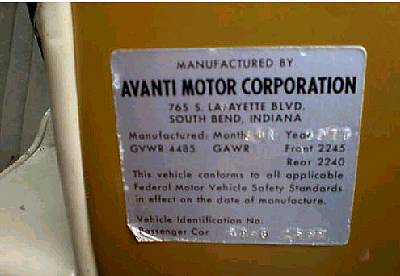 MANUFACTURED BY
AVANTI MOTOR CORPORATION
765 S. LAFAYETTE BLVD.
SOUTH BEND, INDIANA
Manufactured: Month Year
GVWR 4485 GAWR Front 2245
Rear 2240
This vehicle conforms to all applicable
Federal Motor Vehicle Safety Standards
in effect on the date of manufacture.
Vehicle Identification No.
Passenger Car